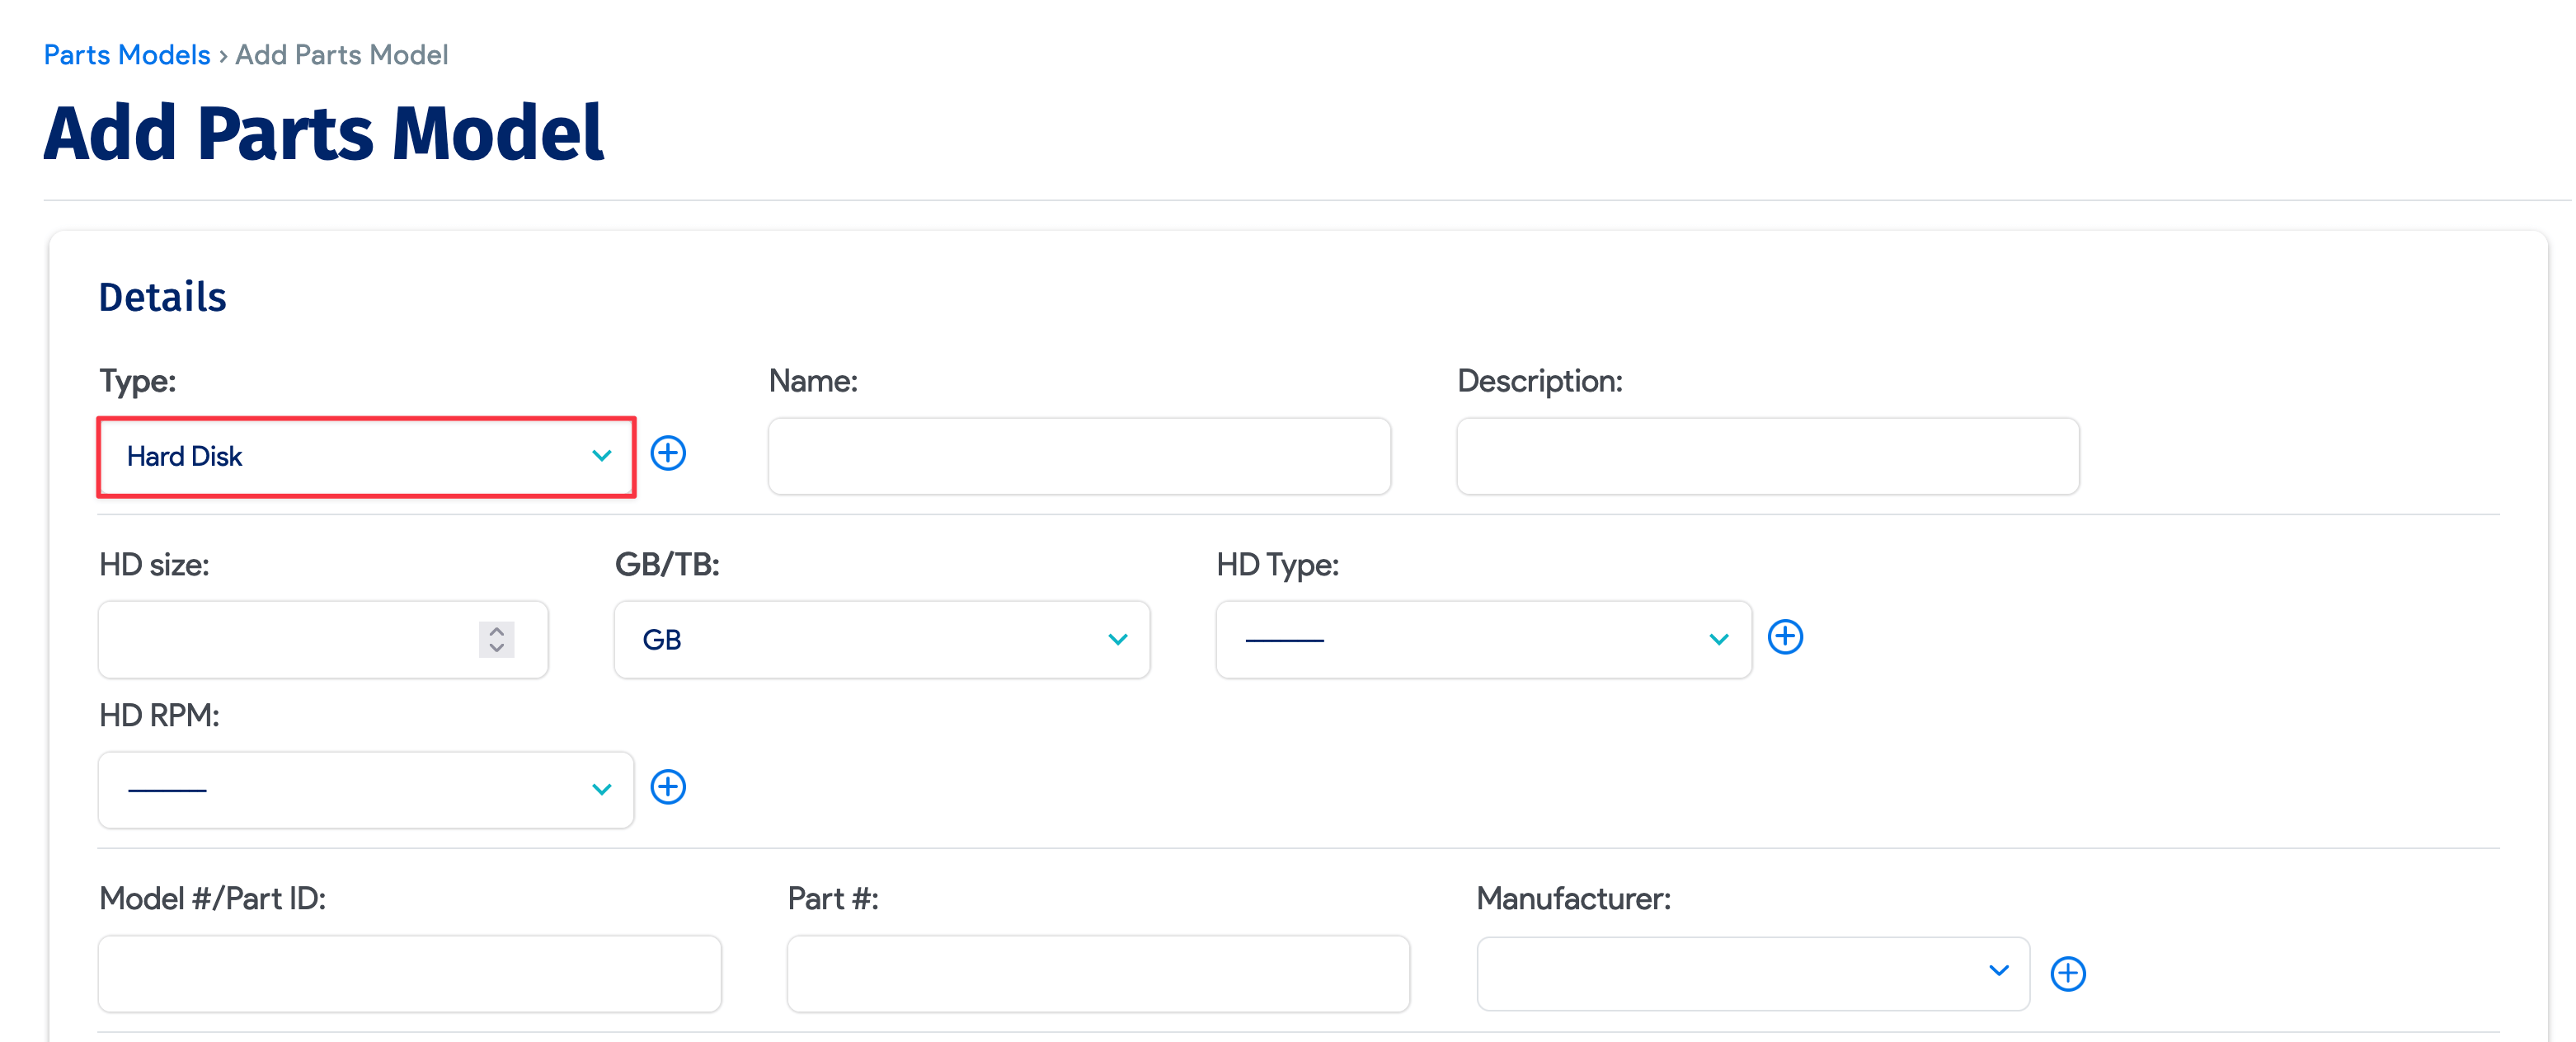 Parts Models › Add Parts Model
Add Parts Model
Details
Type: Name: Description:
Hard Disk
HD size: GB/TB: HD Type:
GB
HD RPM:
Model #/Part ID: Part #: Manufacturer: